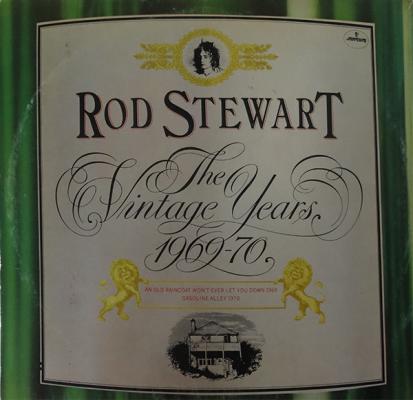 mercury
ROD STEWART
The
Vintage Years
1969-70
AN OLD RAINCOAT WON'T EVER LET YOU DOWN 1969
GASOLINE ALLEY 1970